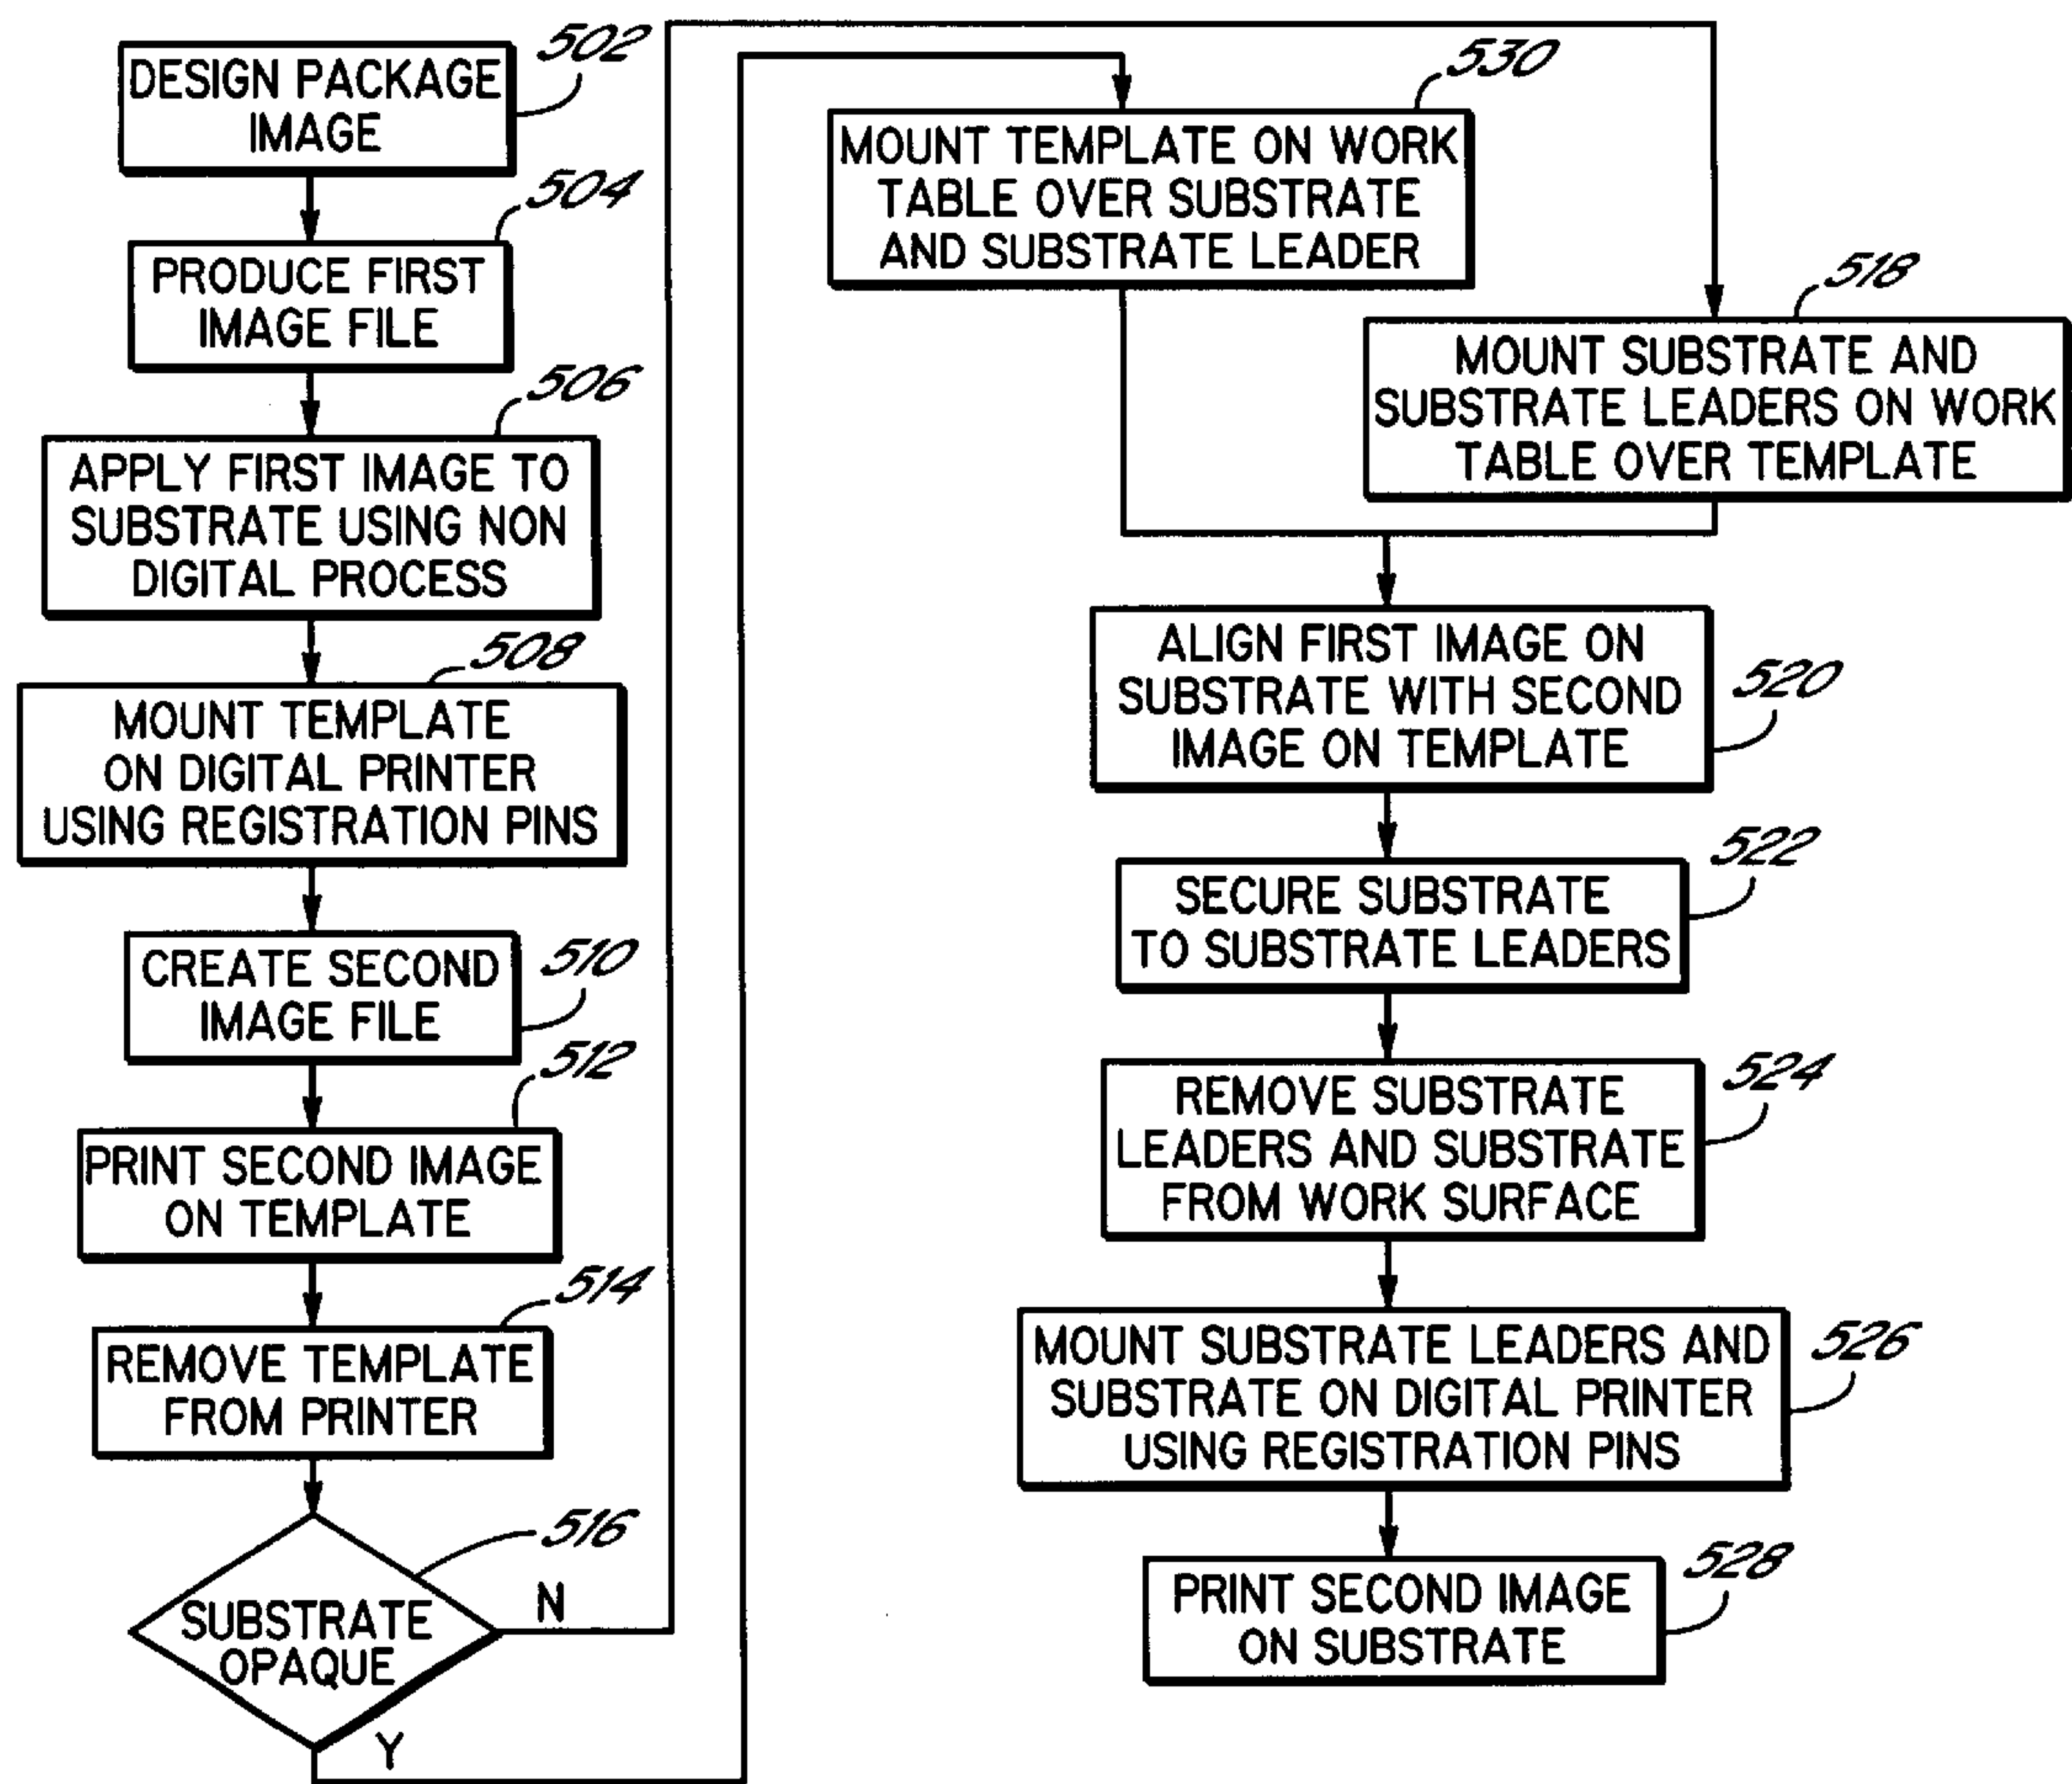 502
DESIGN PACKAGE
IMAGE
504
PRODUCE FIRST
IMAGE FILE
506
APPLY FIRST IMAGE TO
SUBSTRATE USING NON
DIGITAL PROCESS
508
MOUNT TEMPLATE
ON DIGITAL PRINTER
USING REGISTRATION PINS
510
CREATE SECOND
IMAGE FILE
512
PRINT SECOND IMAGE
ON TEMPLATE
514
REMOVE TEMPLATE
FROM PRINTER
516
SUBSTRATE
OPAQUE
N
Y
530
MOUNT TEMPLATE ON WORK
TABLE OVER SUBSTRATE
AND SUBSTRATE LEADER
518
MOUNT SUBSTRATE AND
SUBSTRATE LEADERS ON WORK
TABLE OVER TEMPLATE
520
ALIGN FIRST IMAGE ON
SUBSTRATE WITH SECOND
IMAGE ON TEMPLATE
522
SECURE SUBSTRATE
TO SUBSTRATE LEADERS
524
REMOVE SUBSTRATE
LEADERS AND SUBSTRATE
FROM WORK SURFACE
526
MOUNT SUBSTRATE LEADERS AND
SUBSTRATE ON DIGITAL PRINTER
USING REGISTRATION PINS
528
PRINT SECOND IMAGE
ON SUBSTRATE